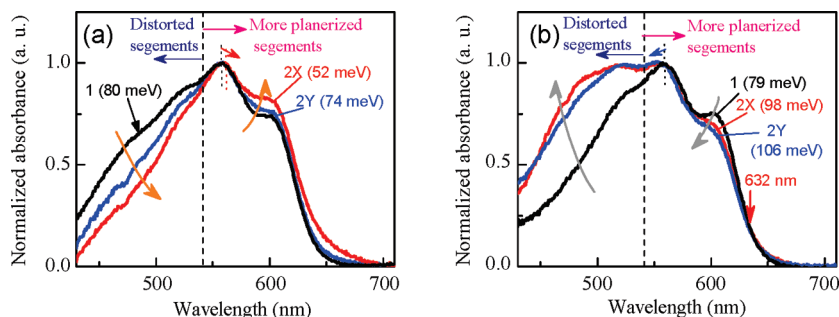 (a)
Distorted
segements
More planerized
segements
1 (80 meV)
2X (52 meV)
2Y (74 meV)
Normalized absorbance (a. u.)
1.0
0.5
0.0
500
600
700
Wavelength (nm)
(b)
Distorted
segements
More planerized
segements
1 (79 meV)
2X (98 meV)
2Y
(106 meV)
632 nm
Normalized absorbance (a. u.)
1.0
0.5
0.0
500
600
700
Wavelength (nm)